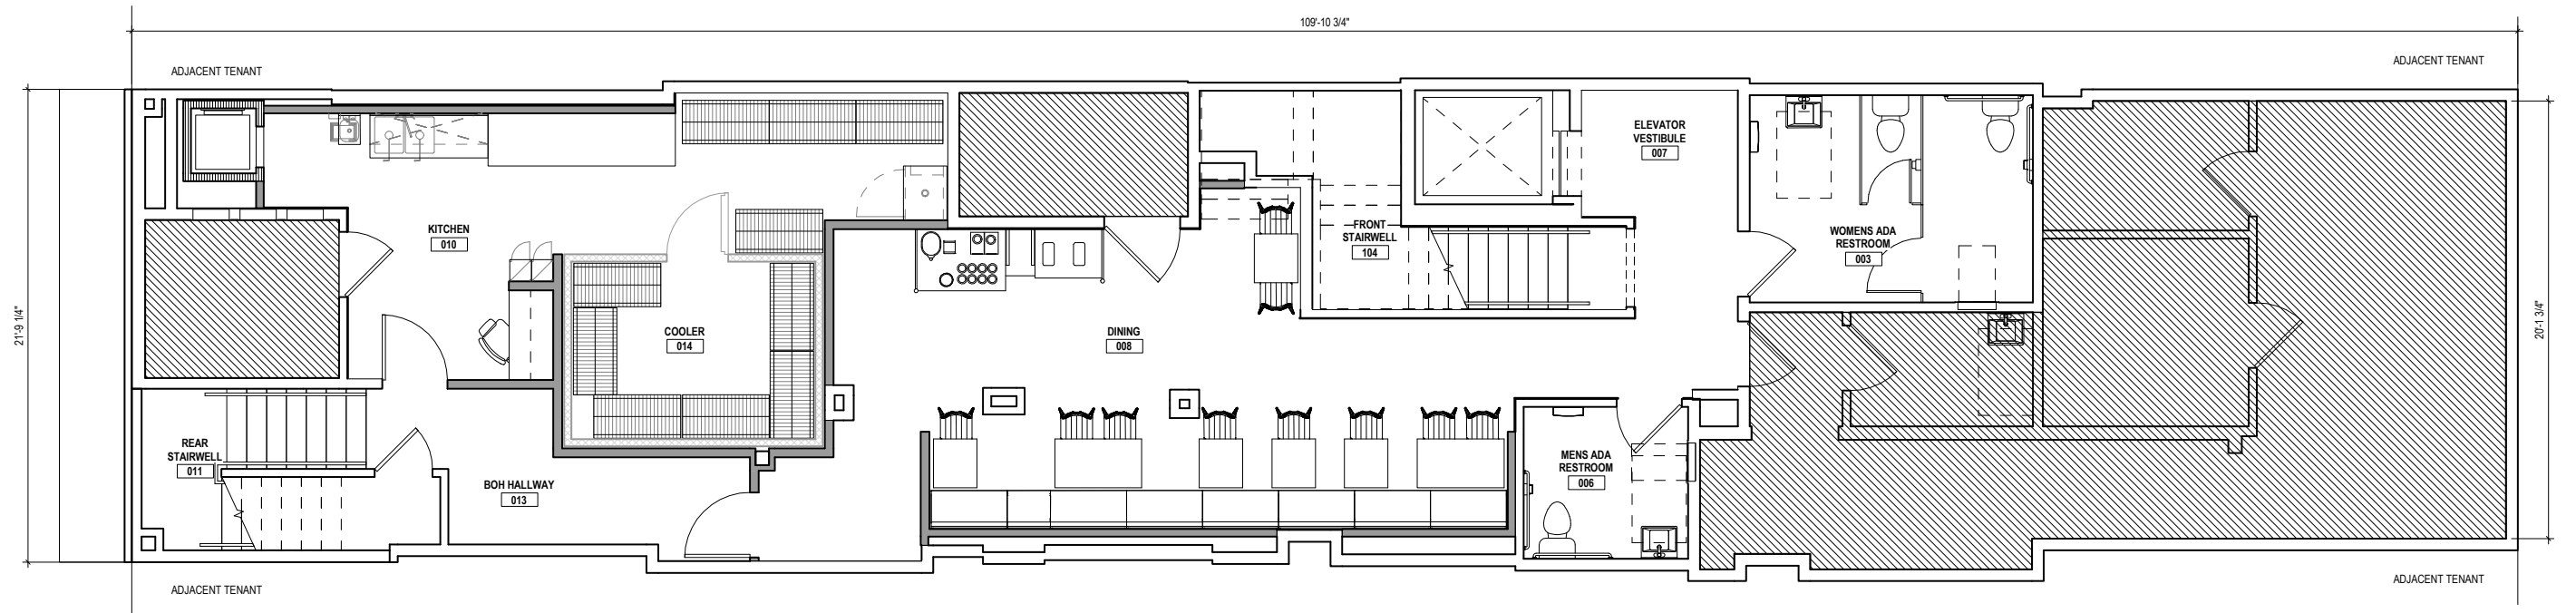 109'-10 3/4"
ADJACENT TENANT
ADJACENT TENANT
21'-9 1/4"
20'-1 3/4"
ELEVATOR
VESTIBULE
007
KITCHEN
010
FRONT
STAIRWELL
104
WOMENS ADA
RESTROOM
003
COOLER
014
DINING
008
REAR
STAIRWELL
011
BOH HALLWAY
013
MENS ADA
RESTROOM
006
ADJACENT TENANT
ADJACENT TENANT